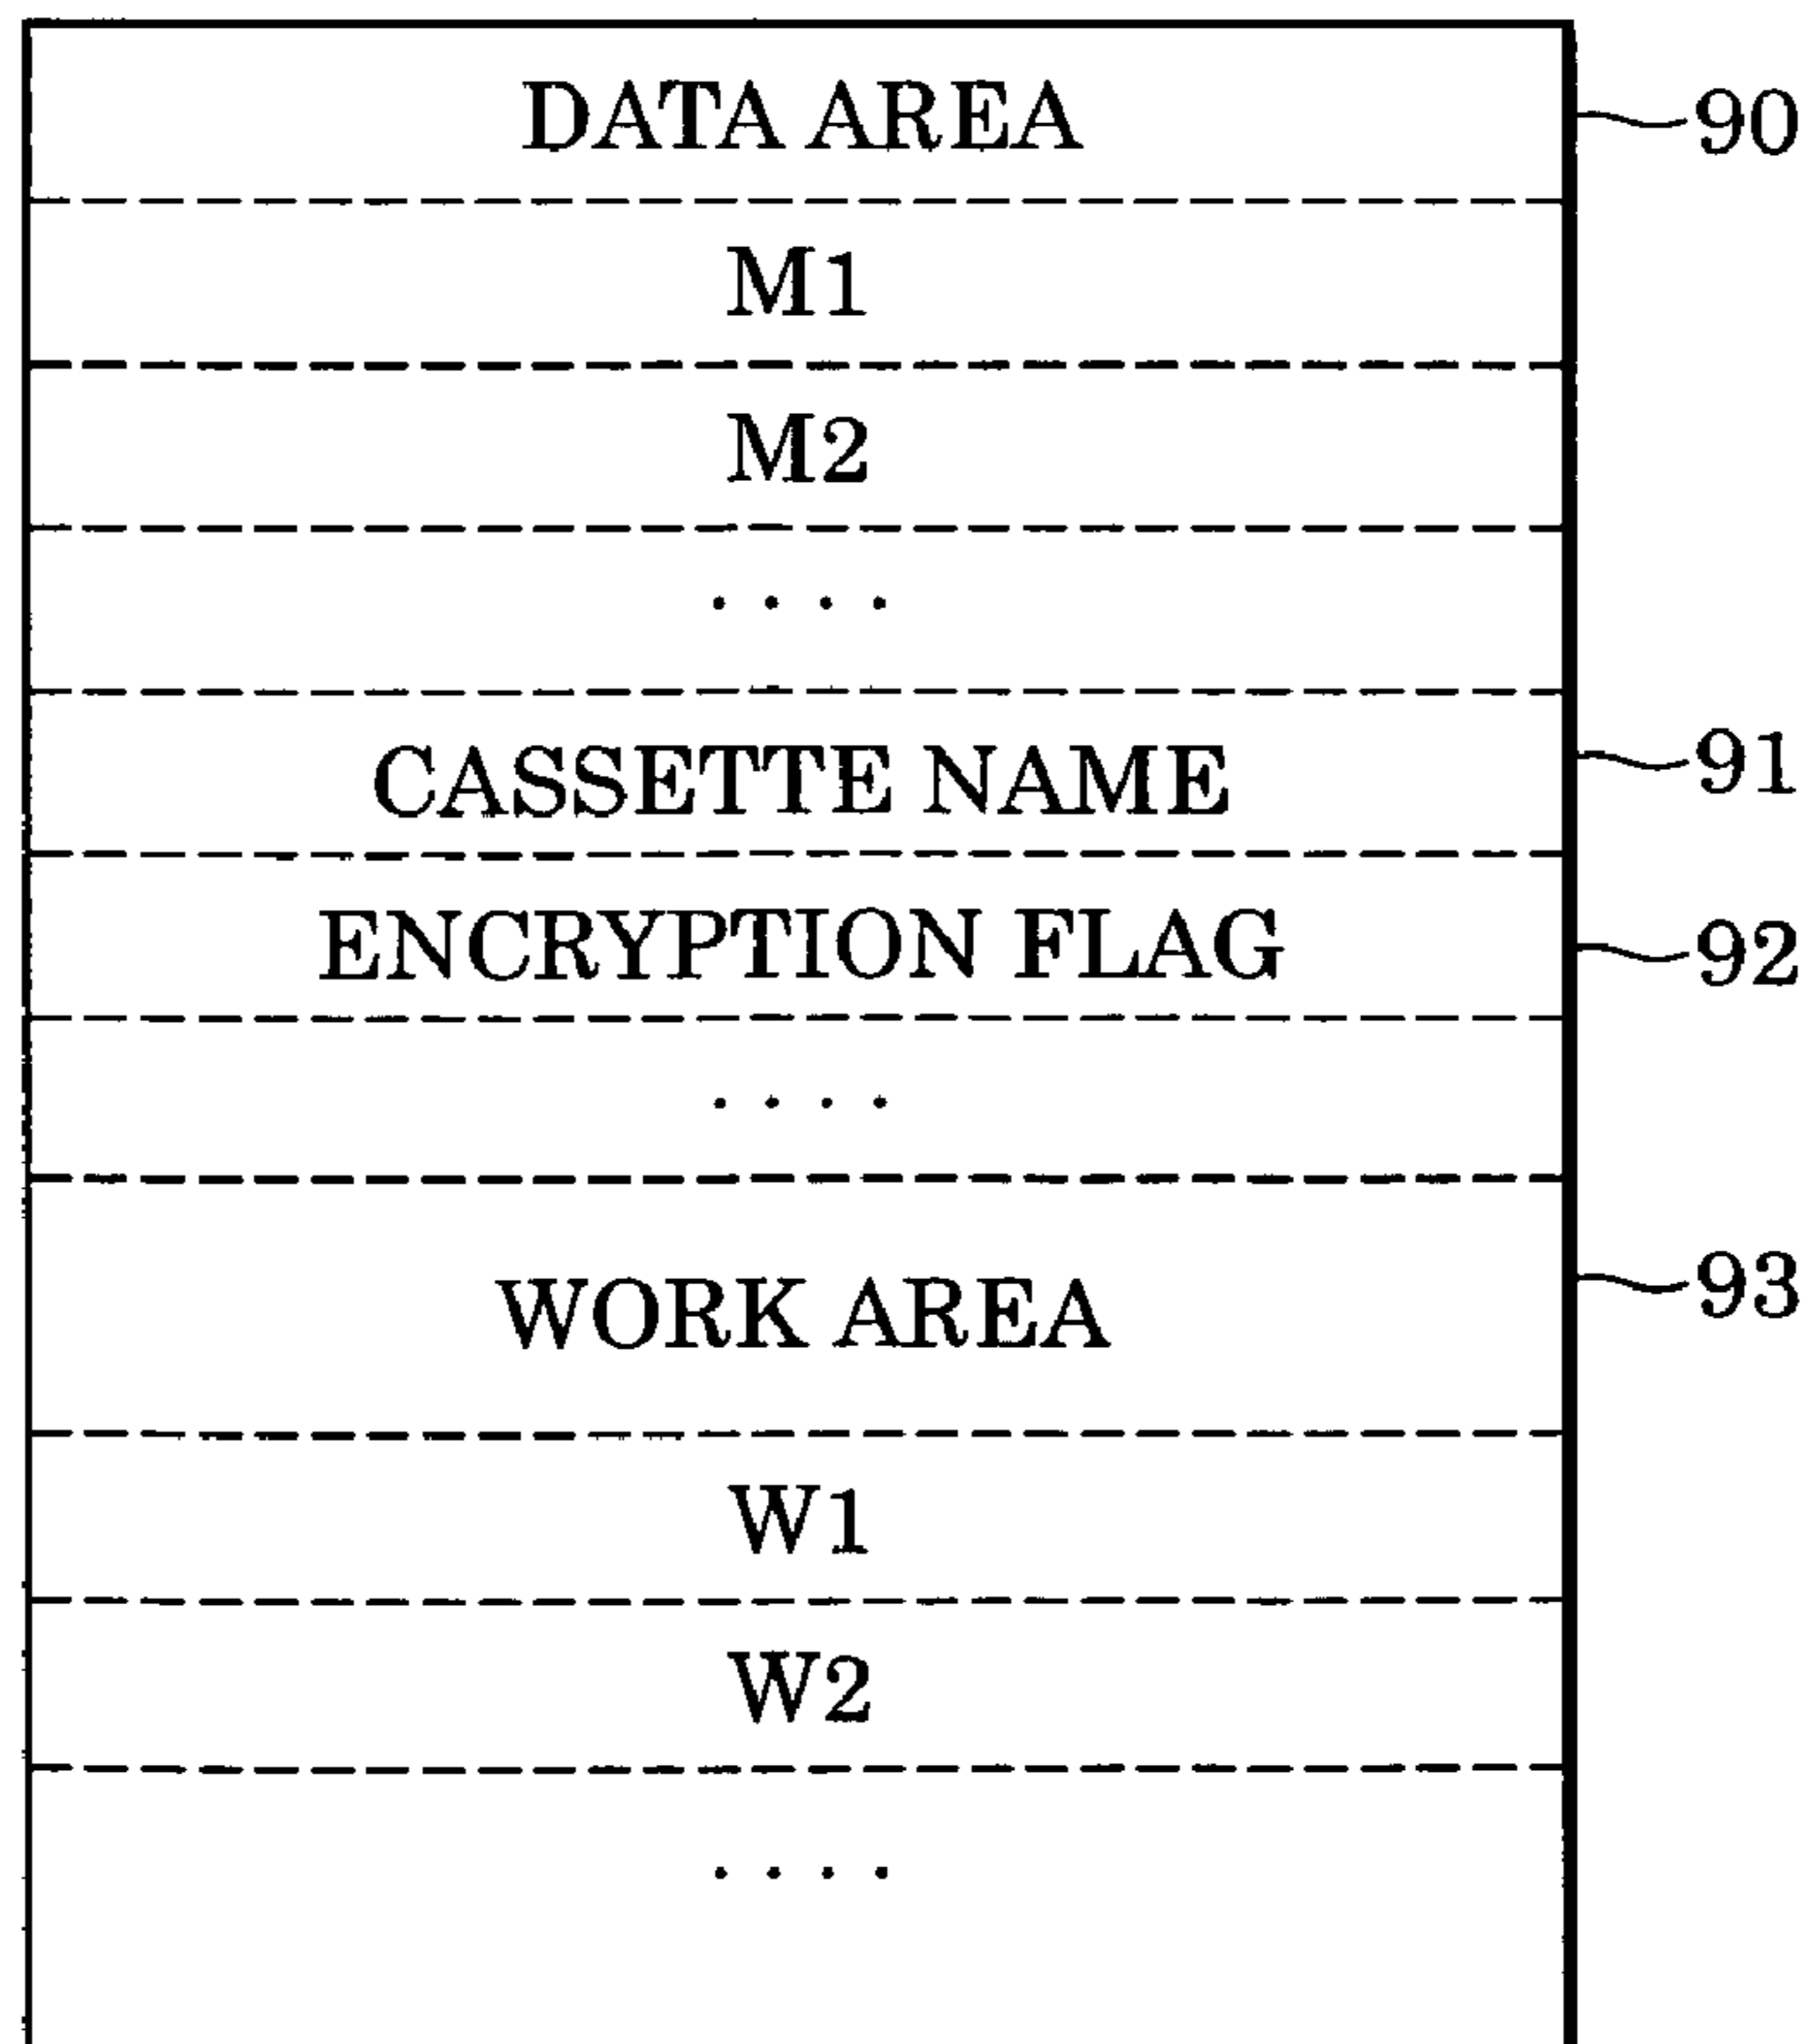 DATA AREA 90
M1
M2
....
CASSETTE NAME 91
ENCRYPTION FLAG 92
....
WORK AREA 93
W1
W2
....